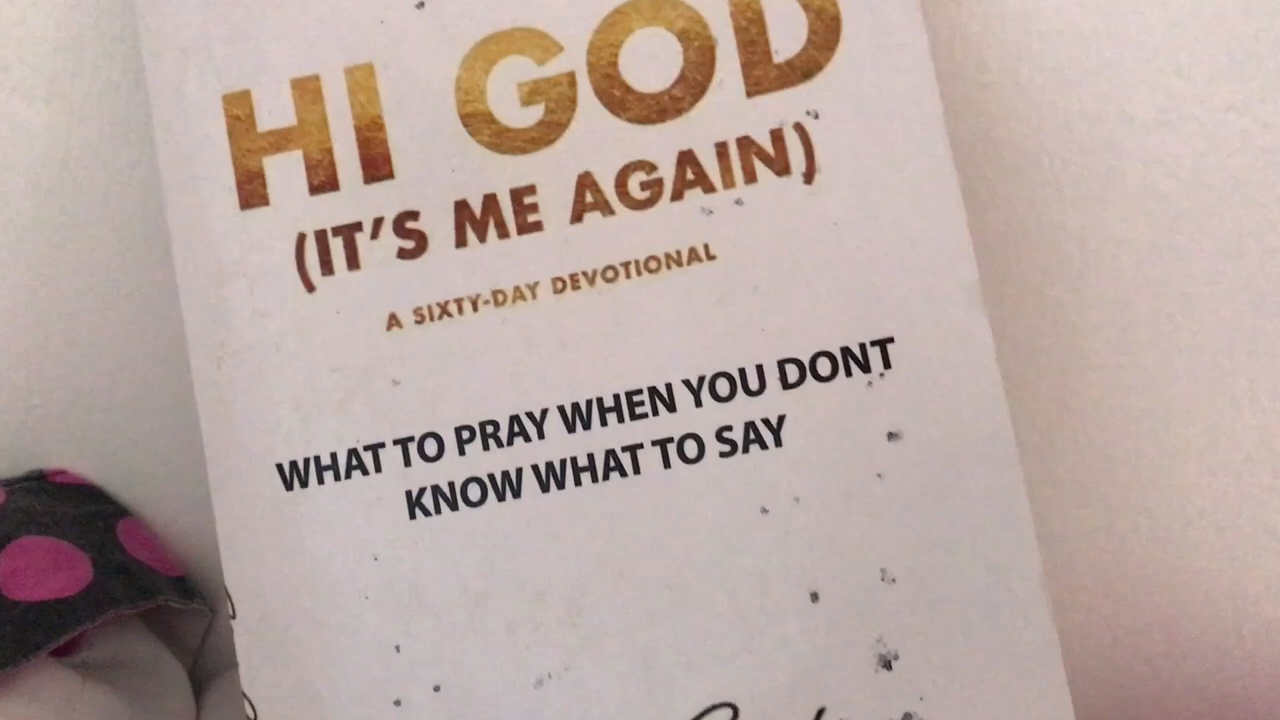 HI GOD
(IT'S ME AGAIN)
A SIXTY-DAY DEVOTIONAL
WHAT TO PRAY WHEN YOU DONT
KNOW WHAT TO SAY